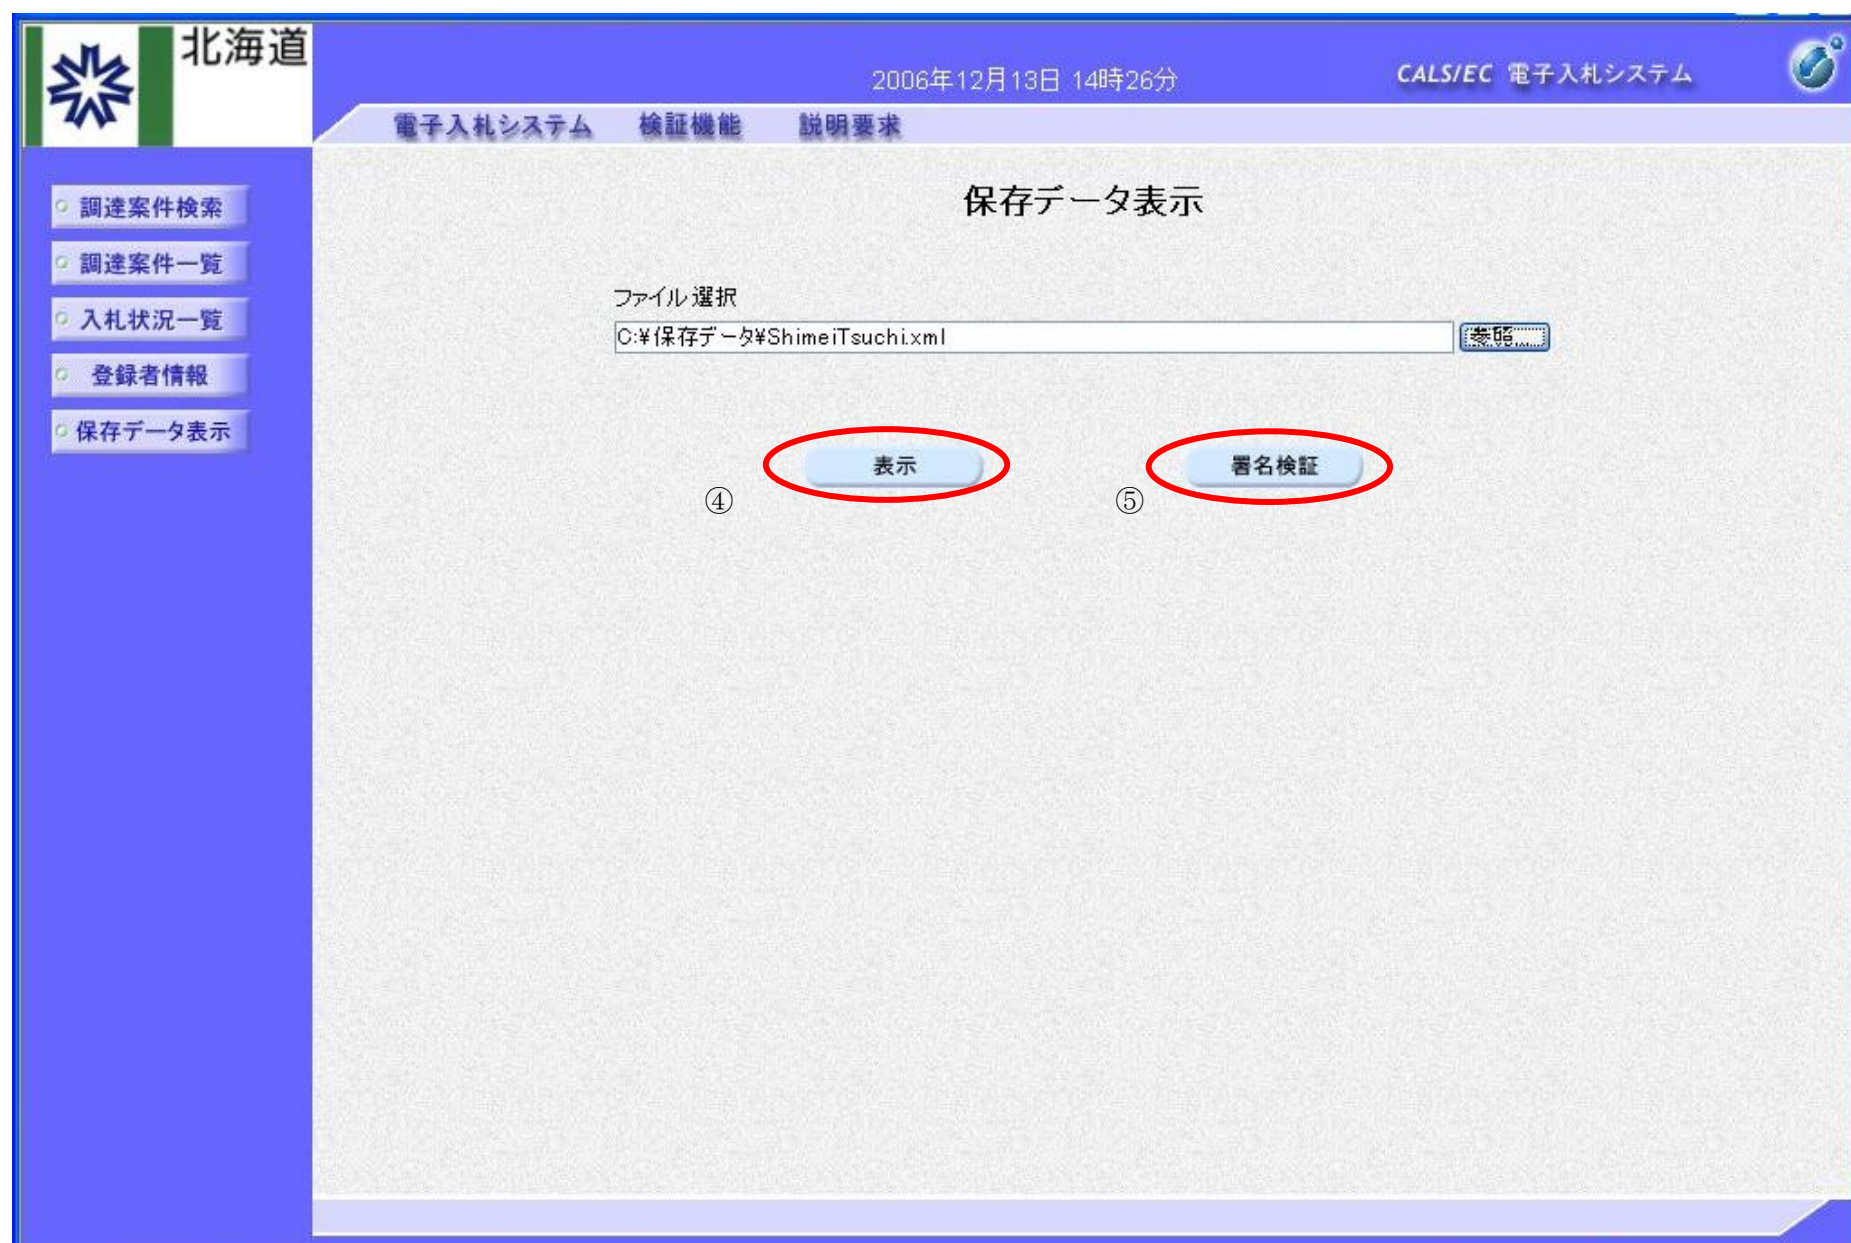 北海道
2006年12月13日 14時26分
CALS/EC 電子入札システム
電子入札システム 検証機能 説明要求
調達案件検索
調達案件一覧
入札状況一覧
登録者情報
保存データ表示
保存データ表示
ファイル選択
C:¥保存データ¥ShimeiTsuchi.xml
参照...
表示
署名検証
④
⑤